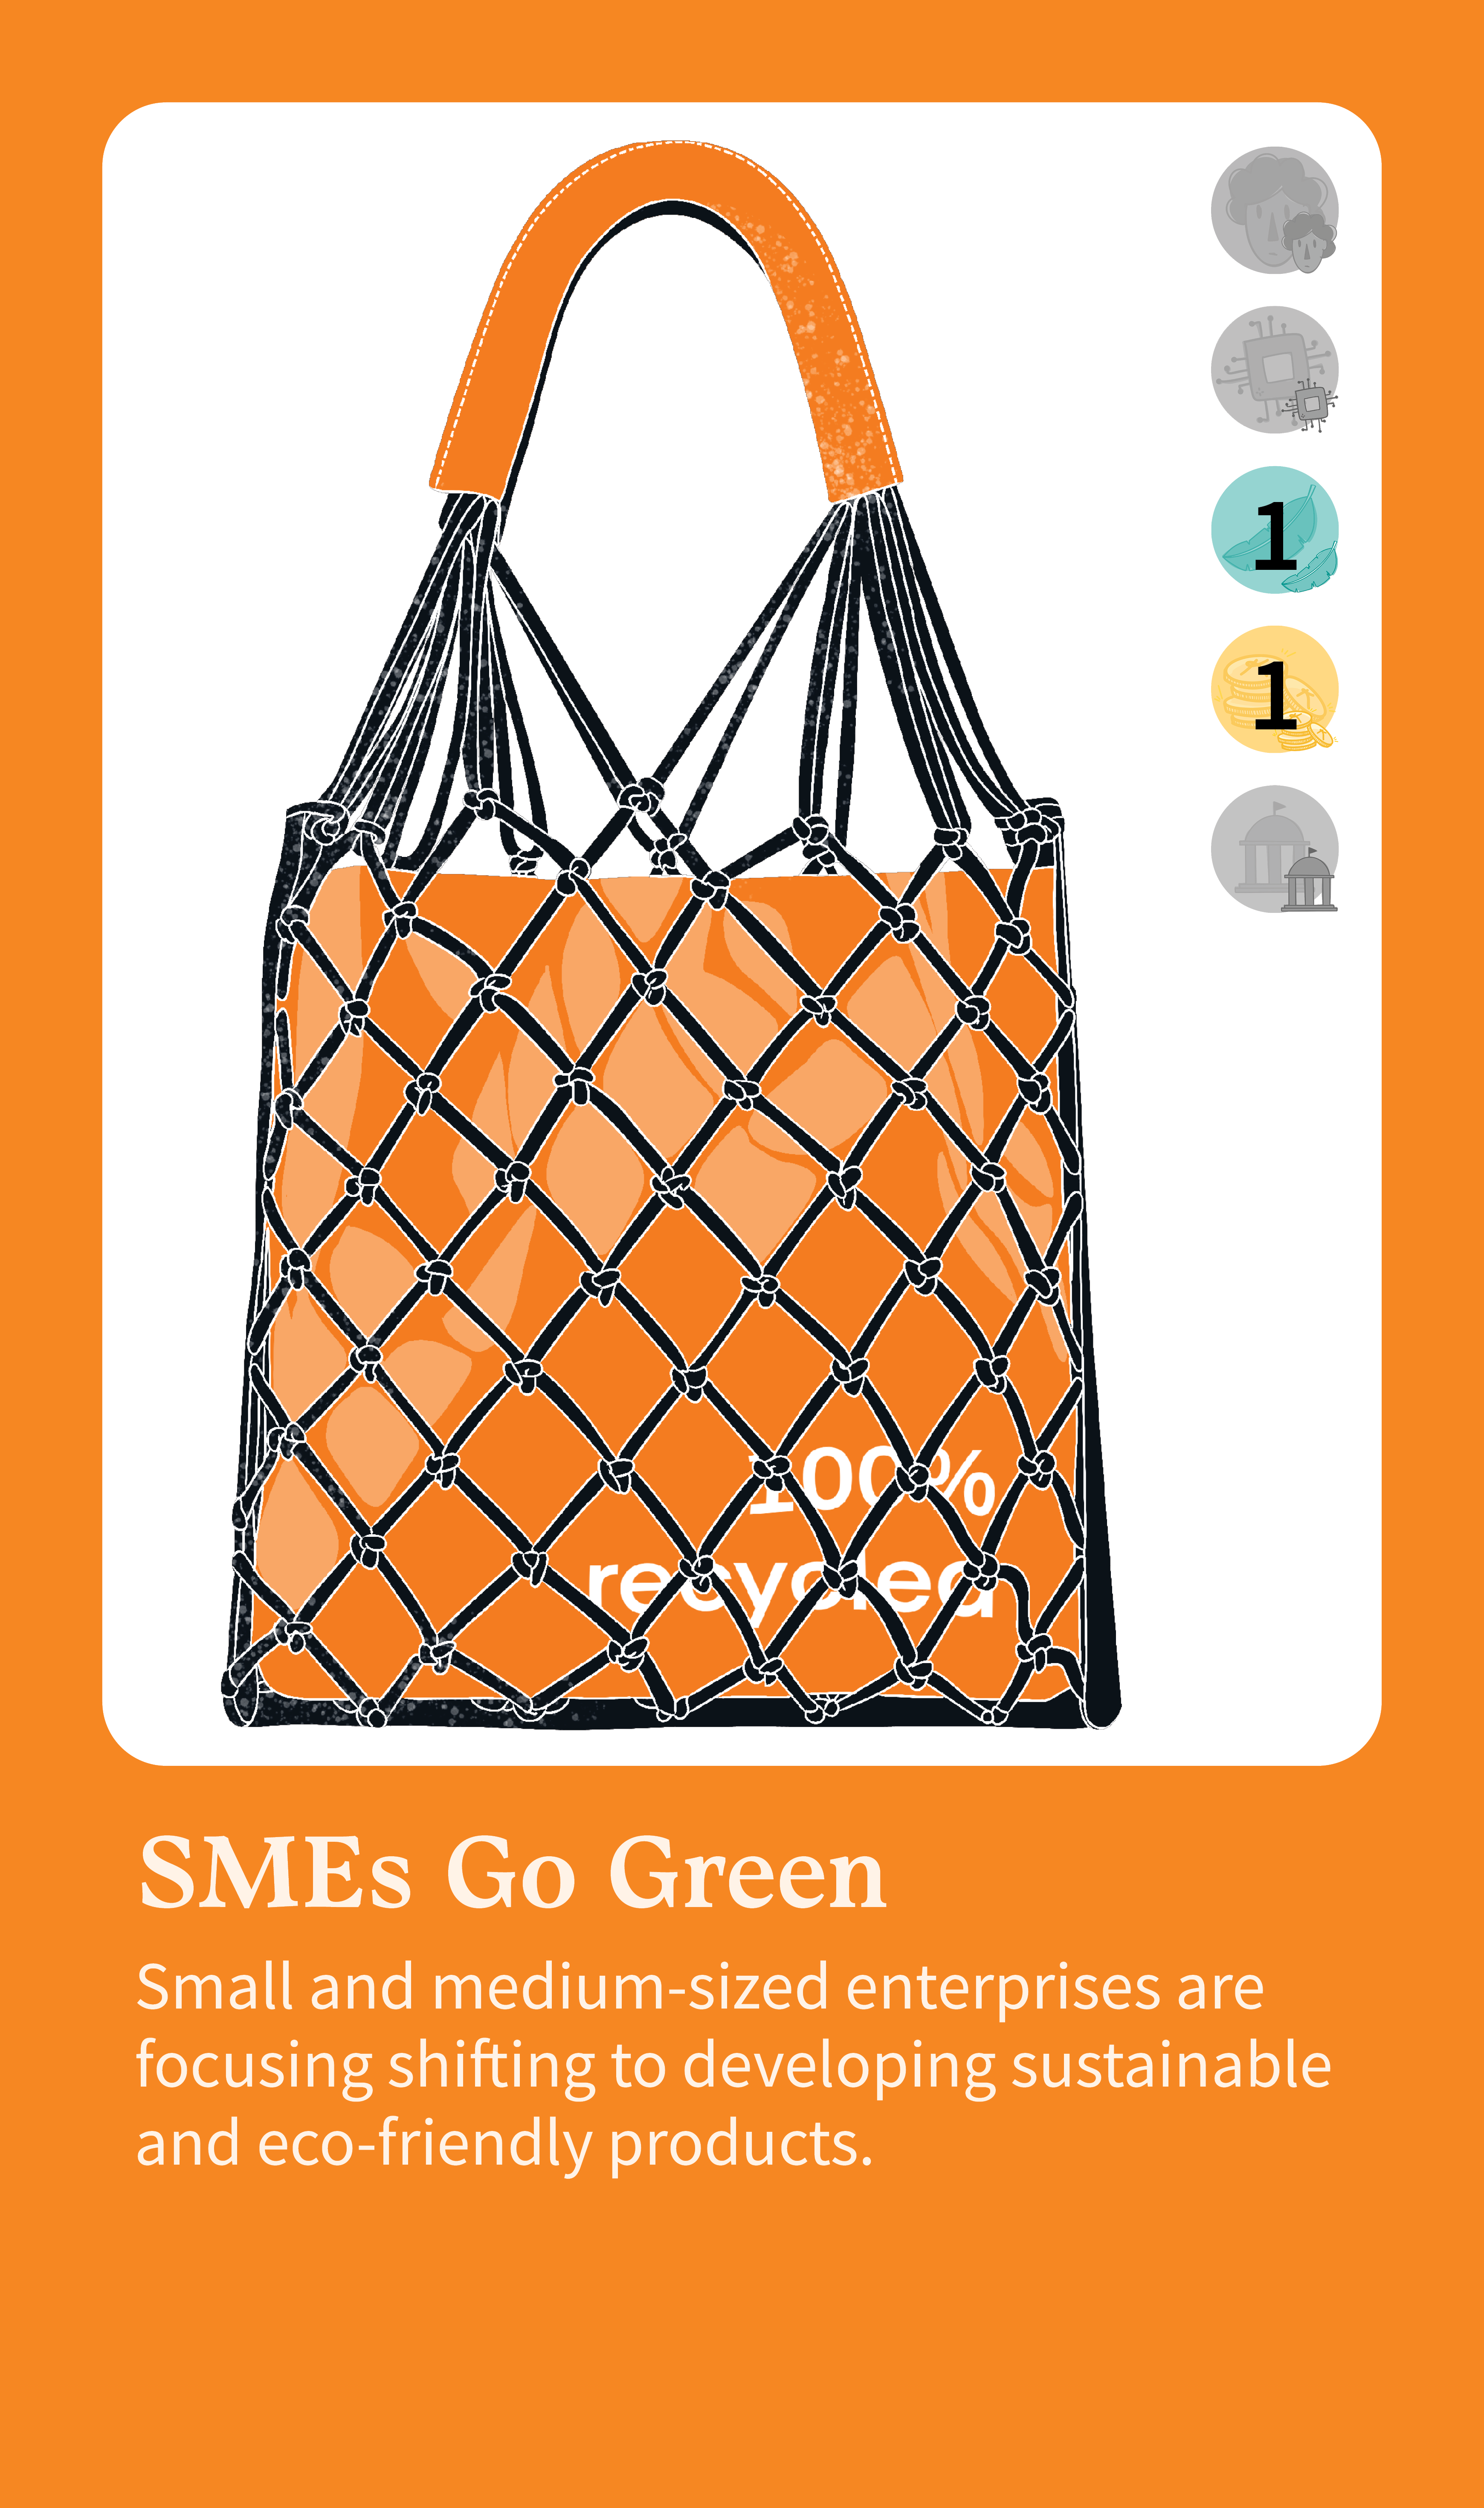 1
1
100%
recycled
SMEs Go Green
Small and medium-sized enterprises are
focusing shifting to developing sustainable
and eco-friendly products.